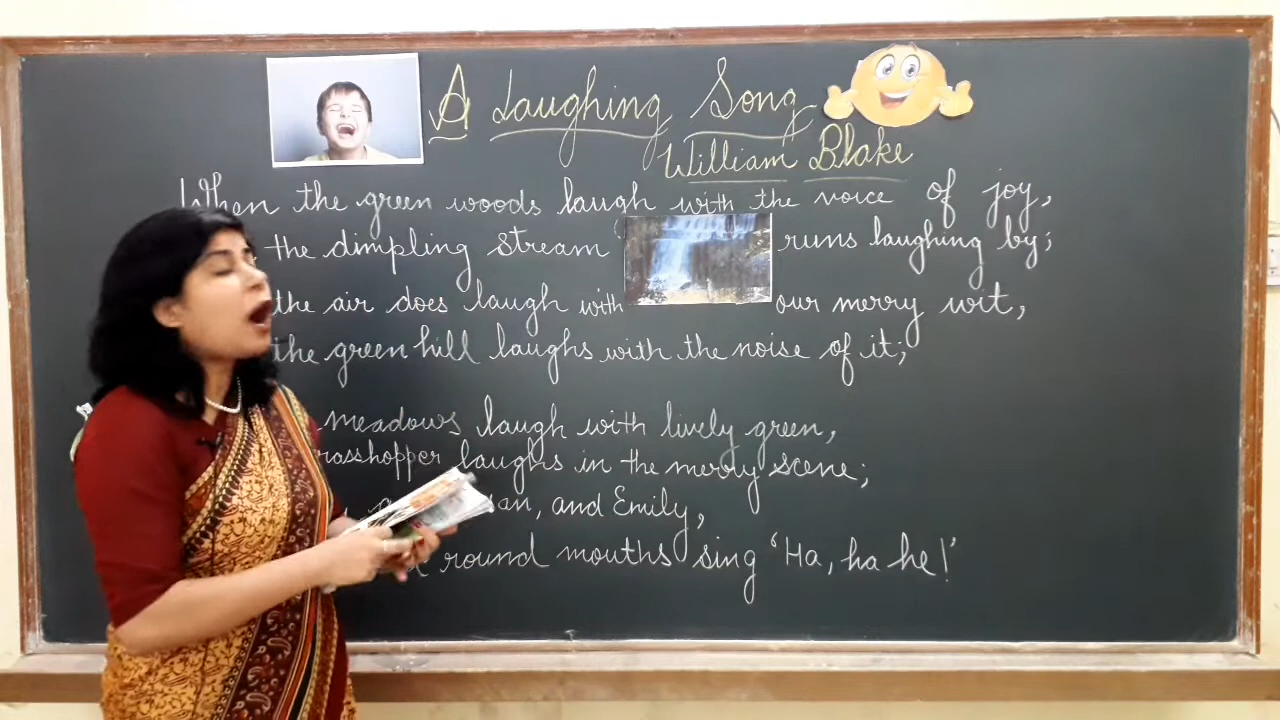 A Laughing Song
William Blake
When the green woods laugh with the voice of joy,
the dimpling stream runs laughing by;
the air does laugh with our merry wit,
the green hill laughs with the noise of it;
meadows laugh with lively green,
rasshopper laughs in the merry scene;
an, and Emily,
round mouths sing 'Ha, ha he!'